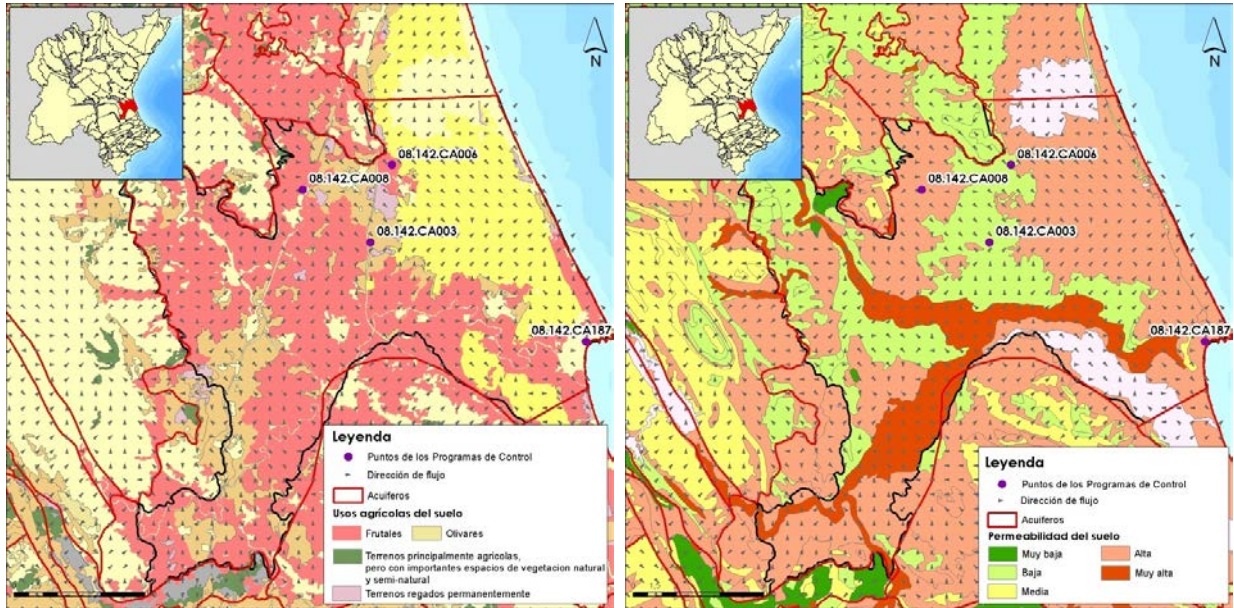 N
08.142.CA006
08.142.CA008
08.142.CA003
08.142.CA187
Leyenda
Puntos de los Programas de Control
Dirección de flujo
Acuiferos
Usos agrícolas del suelo
Frutales
Olivares
Terrenos principalmente agrícolas,
pero con importantes espacios de vegetacion natural
y semi-natural
Terrenos regados permanentemente
N
08.142.CA006
08.142.CA008
08.142.CA003
08.142.CA187
Leyenda
Puntos de los Programas de Control
Dirección de flujo
Acuiferos
Permeabilidad del suelo
Muy baja
Alta
Baja
Muy alta
Media